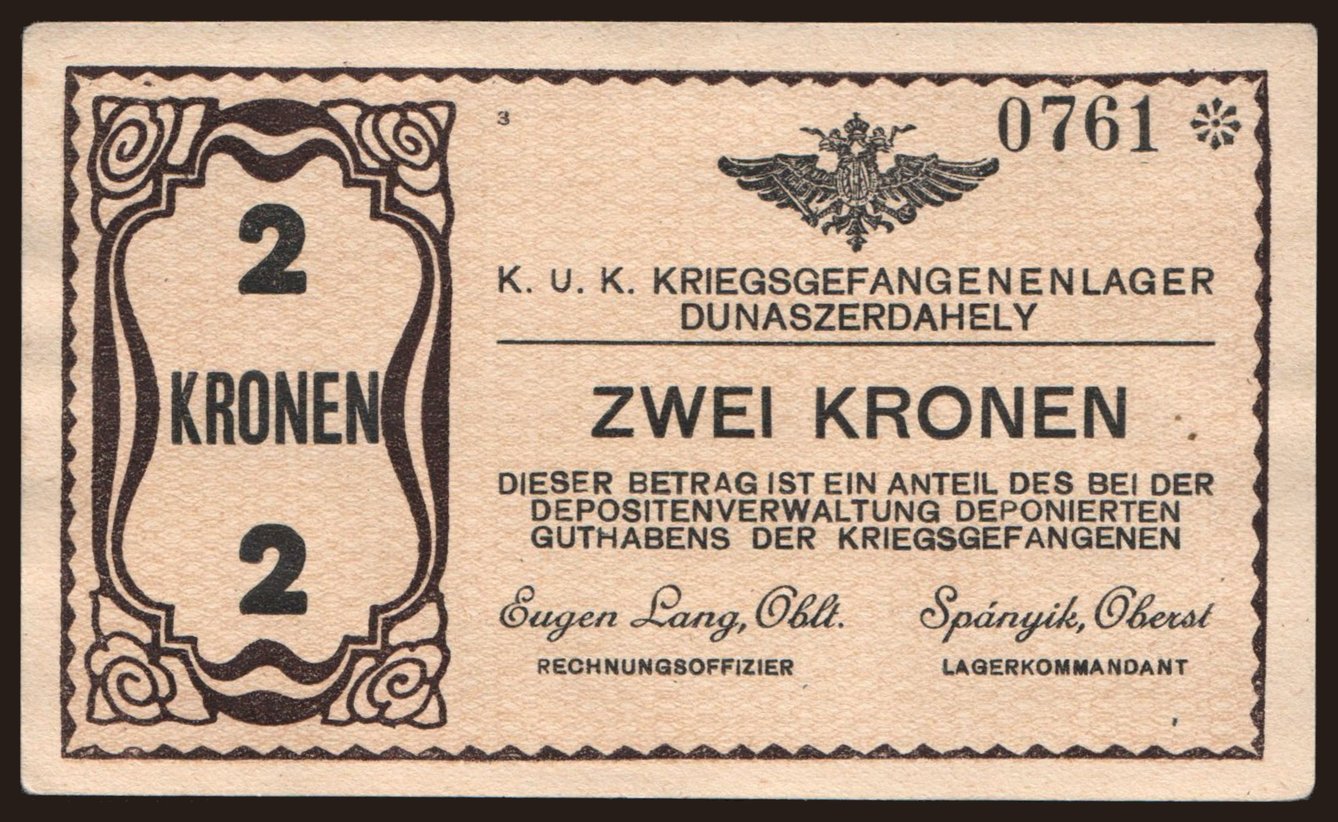 2
KRONEN
2
3
0761
K. U. K. KRIEGSGEFANGENENLAGER
DUNASZERDAHELY
ZWEI KRONEN
DIESER BETRAG IST EIN ANTEIL DES BEI DER
DEPOSITENVERWALTUNG DEPONIERTEN
GUTHABENS DER KRIEGSGEFANGENEN
Eugen Lang, Oblt. Spányik, Oberst
RECHNUNGSOFFIZIER LAGERKOMMANDANT